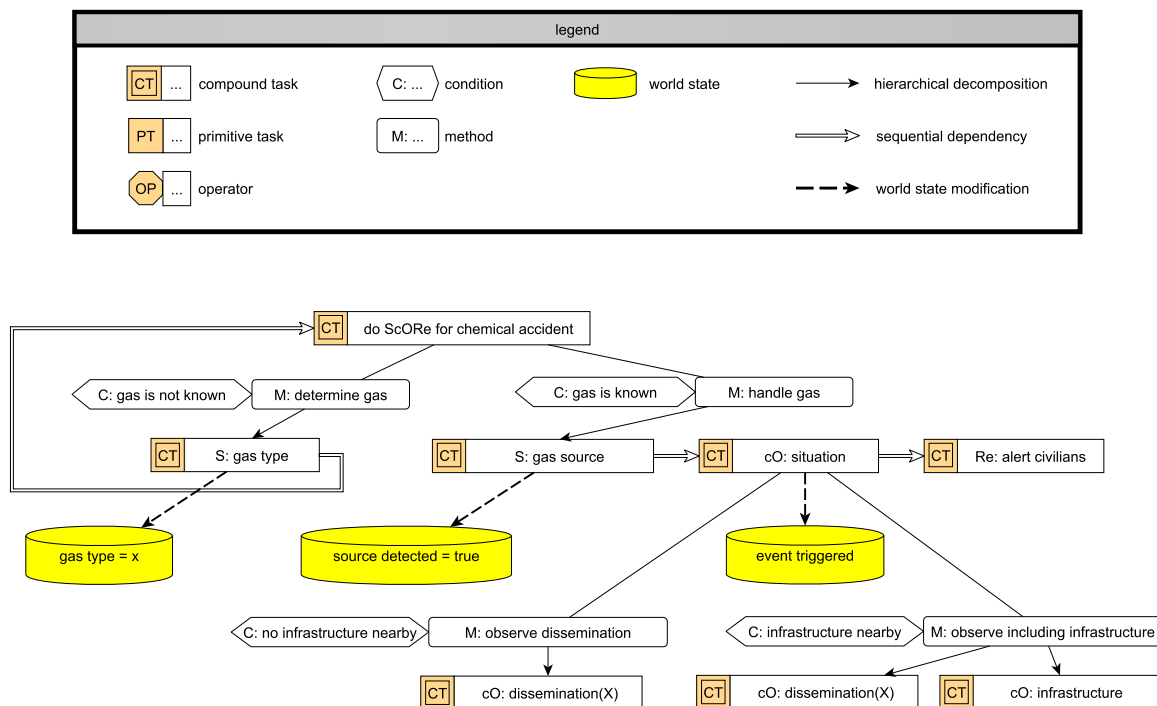 legend
CT ... compound task
C: ... condition
world state
hierarchical decomposition
PT ... primitive task
M: ... method
sequential dependency
OP ... operator
world state modification
CT do ScORe for chemical accident
C: gas is not known
M: determine gas
C: gas is known
M: handle gas
CT S: gas type
CT S: gas source
CT cO: situation
CT Re: alert civilians
gas type = x
source detected = true
event triggered
C: no infrastructure nearby
M: observe dissemination
C: infrastructure nearby
M: observe including infrastructure
CT cO: dissemination(X)
CT cO: dissemination(X)
CT cO: infrastructure